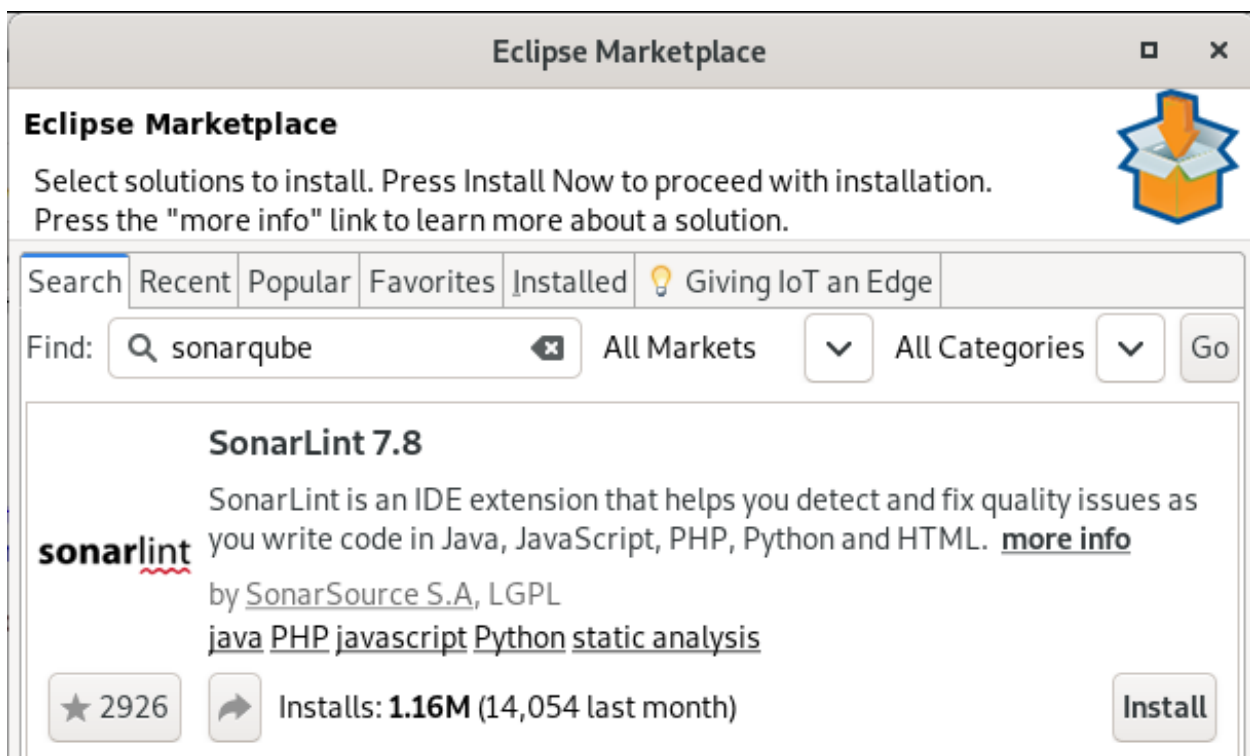 Eclipse Marketplace
Eclipse Marketplace
Select solutions to install. Press Install Now to proceed with installation.
Press the "more info" link to learn more about a solution.
Search Recent Popular Favorites Installed Giving IoT an Edge
Find: sonarqube All Markets All Categories Go
SonarLint 7.8
SonarLint is an IDE extension that helps you detect and fix quality issues as
sonarlint you write code in Java, JavaScript, PHP, Python and HTML. more info
by SonarSource S.A, LGPL
java PHP javascript Python static analysis
2926 Installs: 1.16M (14,054 last month) Install